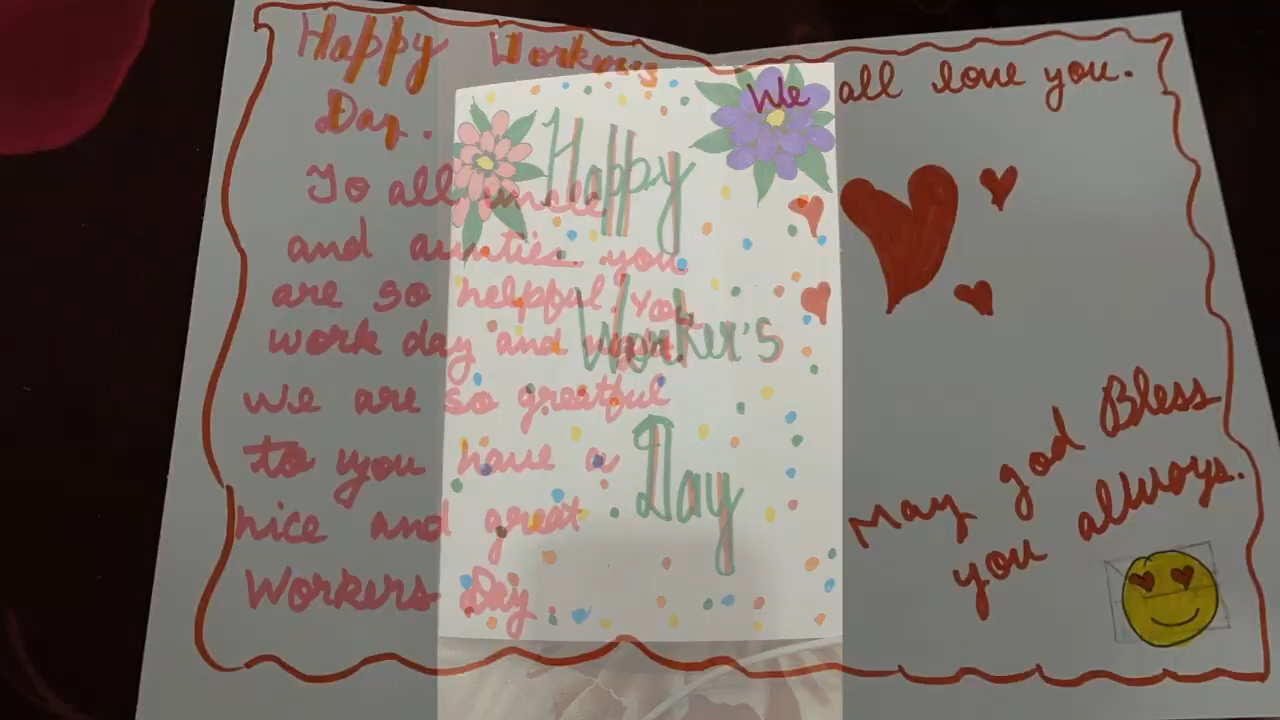 Happy Workers
Day.
To all uncle
and aunties you
are so helpful. You
work day and night
we are so greatful
to you have a
nice and great
Workers Day.
We all love you.
May god Bless
you always.
Happy
Worker's
Day